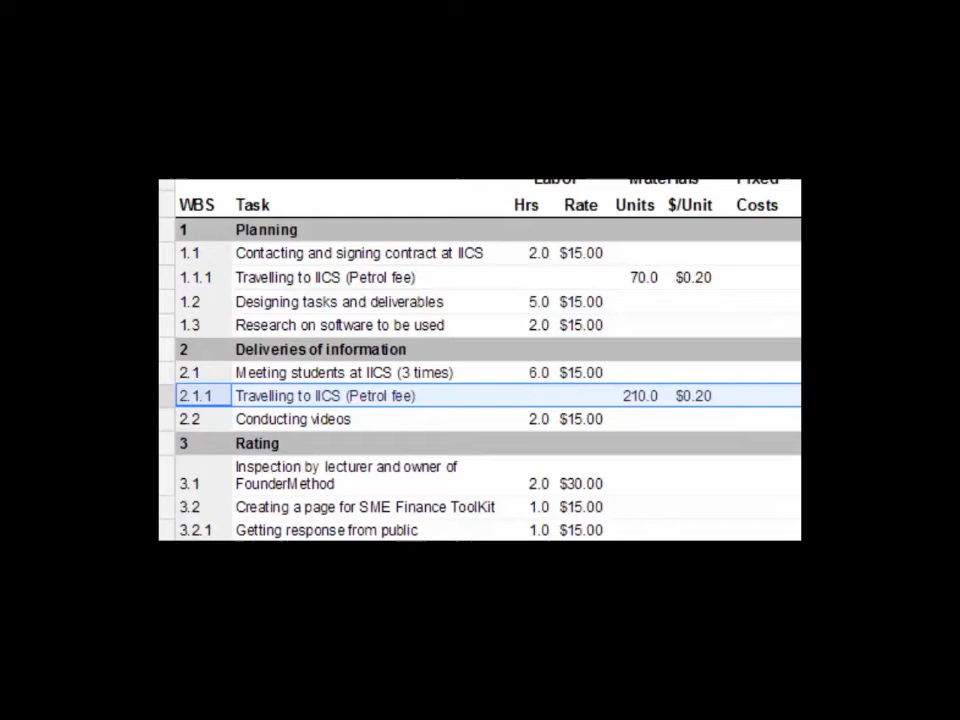 Labor Materials Fixed
WBS Task Hrs Rate Units $/Unit Costs
1 Planning
1.1 Contacting and signing contract at IICS 2.0 $15.00
1.1.1 Travelling to IICS (Petrol fee) 70.0 $0.20
1.2 Designing tasks and deliverables 5.0 $15.00
1.3 Research on software to be used 2.0 $15.00
2 Deliveries of information
2.1 Meeting students at IICS (3 times) 6.0 $15.00
2.1.1 Travelling to IICS (Petrol fee) 210.0 $0.20
2.2 Conducting videos 2.0 $15.00
3 Rating
Inspection by lecturer and owner of
3.1 FounderMethod 2.0 $30.00
3.2 Creating a page for SME Finance ToolKit 1.0 $15.00
3.2.1 Getting response from public 1.0 $15.00